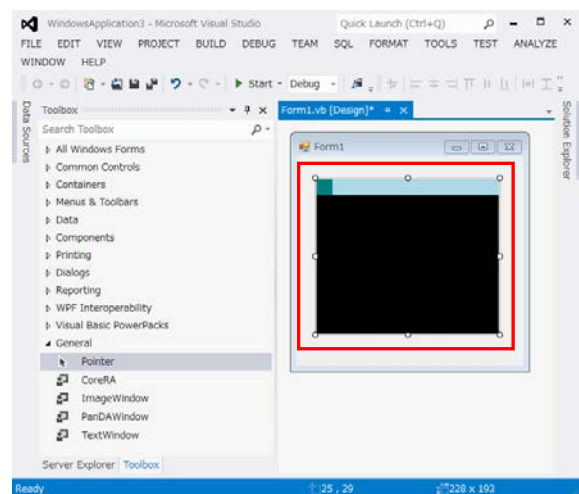 WindowsApplication3 - Microsoft Visual Studio
Quick Launch (Ctrl+Q)
FILE EDIT VIEW PROJECT BUILD DEBUG TEAM SQL FORMAT TOOLS TEST ANALYZE
WINDOW HELP
Start Debug
Data Sources
Toolbox
Search Toolbox
All Windows Forms
Common Controls
Containers
Menus & Toolbars
Data
Components
Printing
Dialogs
Reporting
WPF Interoperability
Visual Basic PowerPacks
General
Pointer
CoreRA
ImageWindow
PanDAWindow
TextWindow
Server Explorer Toolbox
Form1.vb [Design]*
Form1
Solution Explorer
Ready
25 , 29
228 x 193